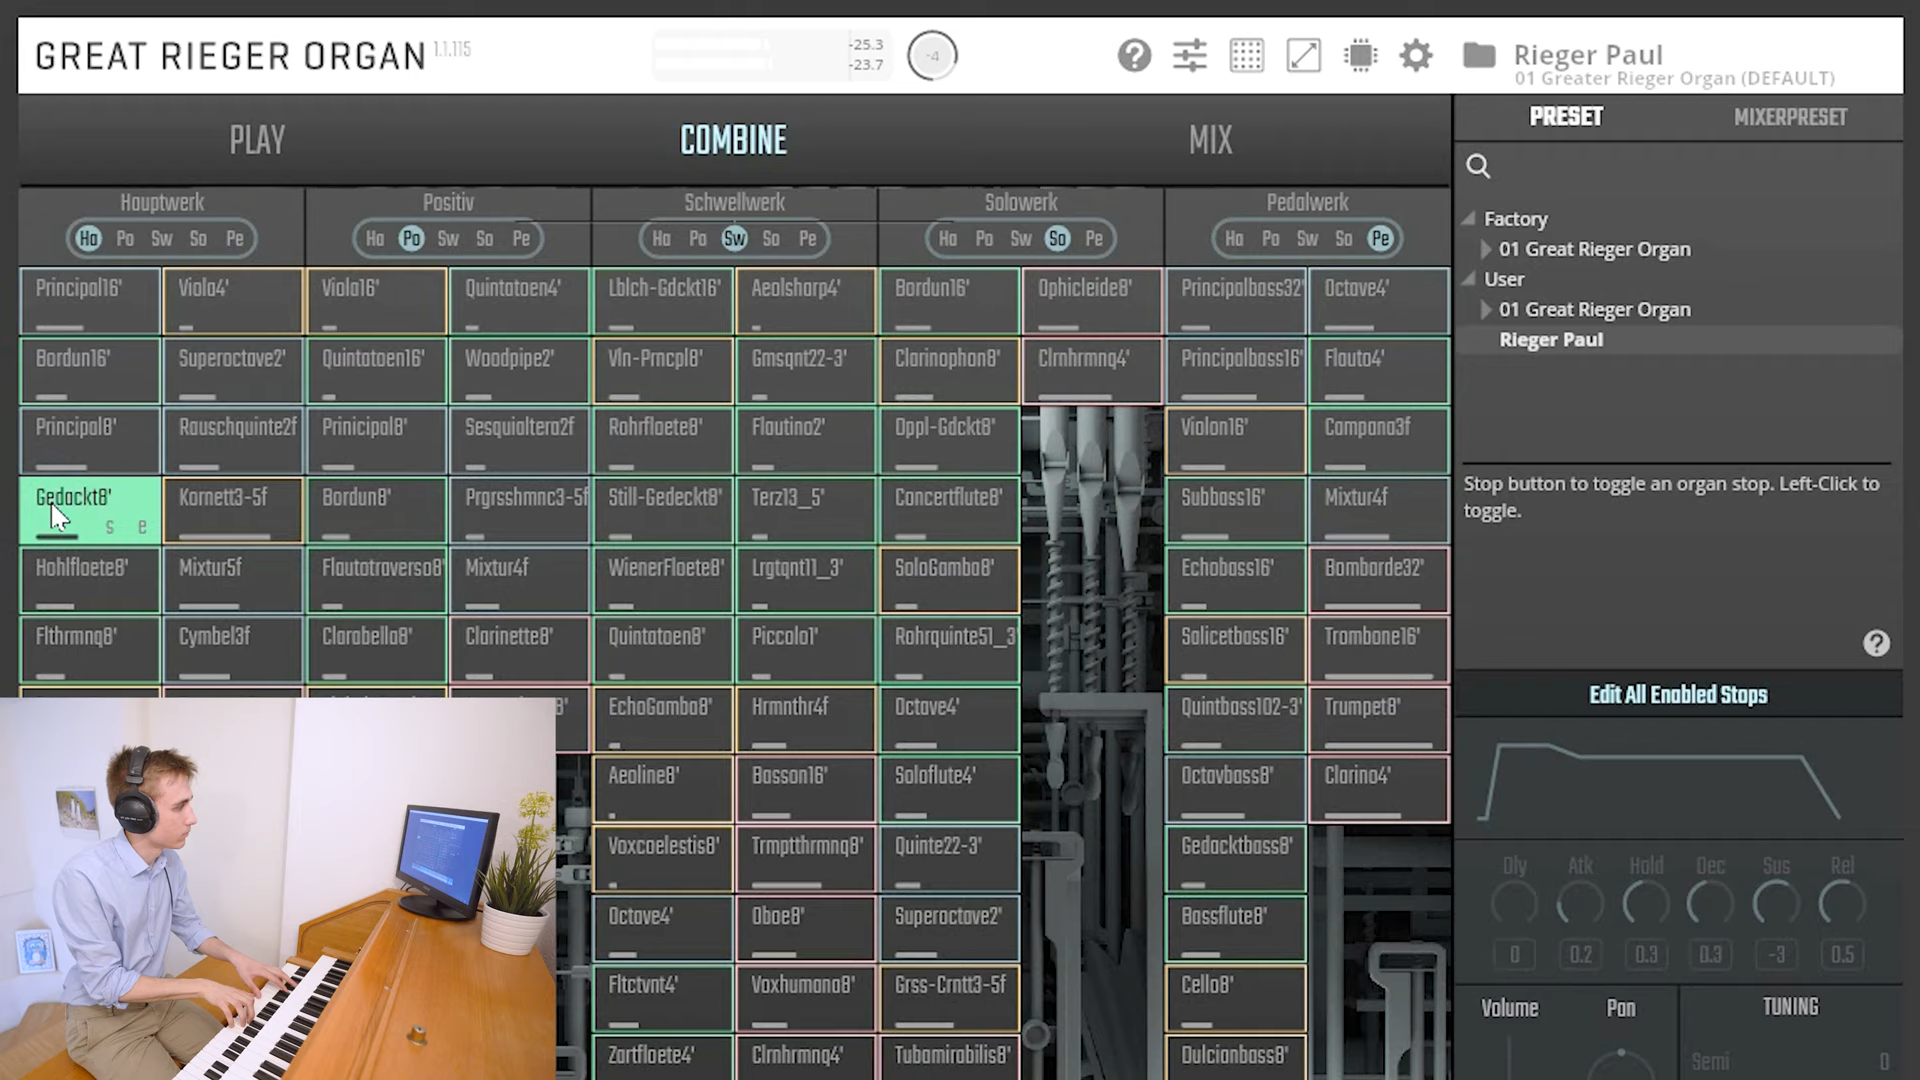 GREAT RIEGER ORGAN 1.1.115
-25.3
-23.7
-4
Rieger Paul
01 Greater Rieger Organ (DEFAULT)
PLAY COMBINE MIX
PRESET MIXERPRESET
Hauptwerk Positiv Schwellwerk Solowerk Pedalwerk
Ha Po Sw So Pe Ha Po Sw So Pe Ha Po Sw So Pe Ha Po Sw So Pe Ha Po Sw So Pe
Factory
01 Great Rieger Organ
User
01 Great Rieger Organ
Rieger Paul
Principal16' Viola4' Viola16' Quintatoen4' Lblch-Gdckt16' Aeolsharp4' Bordun16' Ophicleide8' Principalbass32' Octave4'
Bordun16' Superoctave2' Quintatoen16' Woodpipe2' Vln-Prncpl8' Gmsqnt22-3' Clarinophon8' Clrnhrmnq4' Principalbass16' Flauto4'
Principal8' Rauschquinte2f Prinicipal8' Sesquialtera2f Rohrfloete8' Flautino2' Dppl-Gdckt8' Violon16' Campana3f
Gedackt8' Kornett3-5f Bordun8' Prgrsshmnc3-5f Still-Gedeckt8' Terz13_5' Concertflute8' Subbass16' Mixtur4f
s e
Hohlfloete8' Mixtur5f Flautotraverso8' Mixtur4f WienerFloete8' Lrgtqnt11_3' SoloGamba8' Echobass16' Bombarde32'
Flthrmnq8' Cymbel3f Clarabella8' Clarinette8' Quintatoen8' Piccolo1' Rohrquinte51_3' Salicetbass16' Trombone16'
8' EchoGamba8' Hrmnthr4f Octave4' Quintbass102-3' Trumpet8'
Aeoline8' Basson16' Soloflute4' Octavbass8' Clarino4'
Voxcoelestis8' Trmptthrmnq8' Quinte22-3' Gedacktbass8'
Octave4' Oboe8' Superoctave2' Bassflute8'
Fltctvnt4' Voxhumana8' Grss-Crntt3-5f Cello8'
Zartfloete4' Clrnhrmnq4' Tubamirabilis8' Dulcianbass8'
Stop button to toggle an organ stop. Left-Click to
toggle.
Edit All Enabled Stops
Dly Atk Hold Dec Sus Rel
0 0.2 0.3 0.3 -3 0.5
Volume Pan TUNING
Semi 0